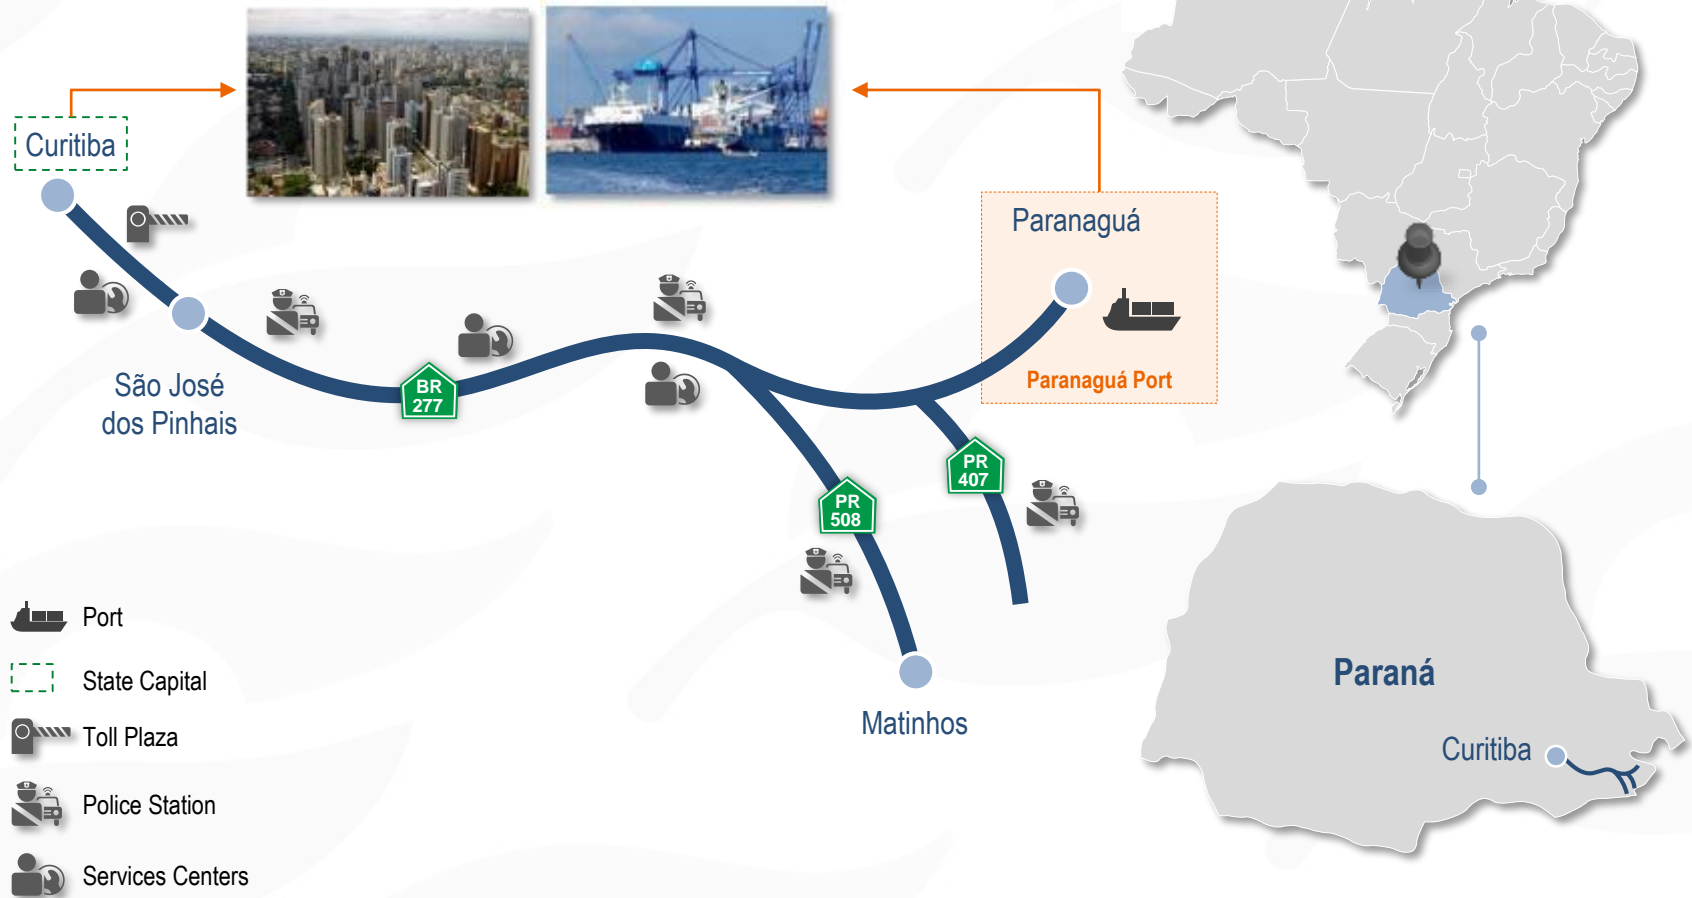 Curitiba
Paranaguá
Paranaguá Port
São José
dos Pinhais
BR
277
PR
407
PR
508
Matinhos
Port
State Capital
Toll Plaza
Police Station
Services Centers
Paraná
Curitiba